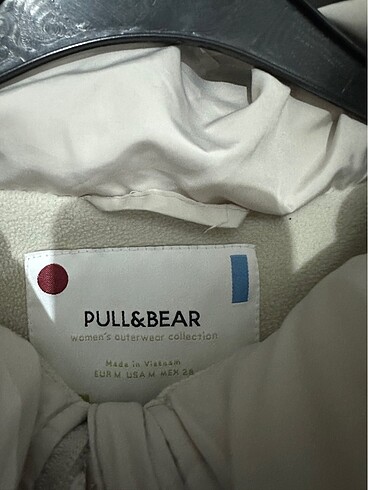 PULL&BEAR
women's outerwear collection
Made in Vietnam
EUR M USA M MEX 28